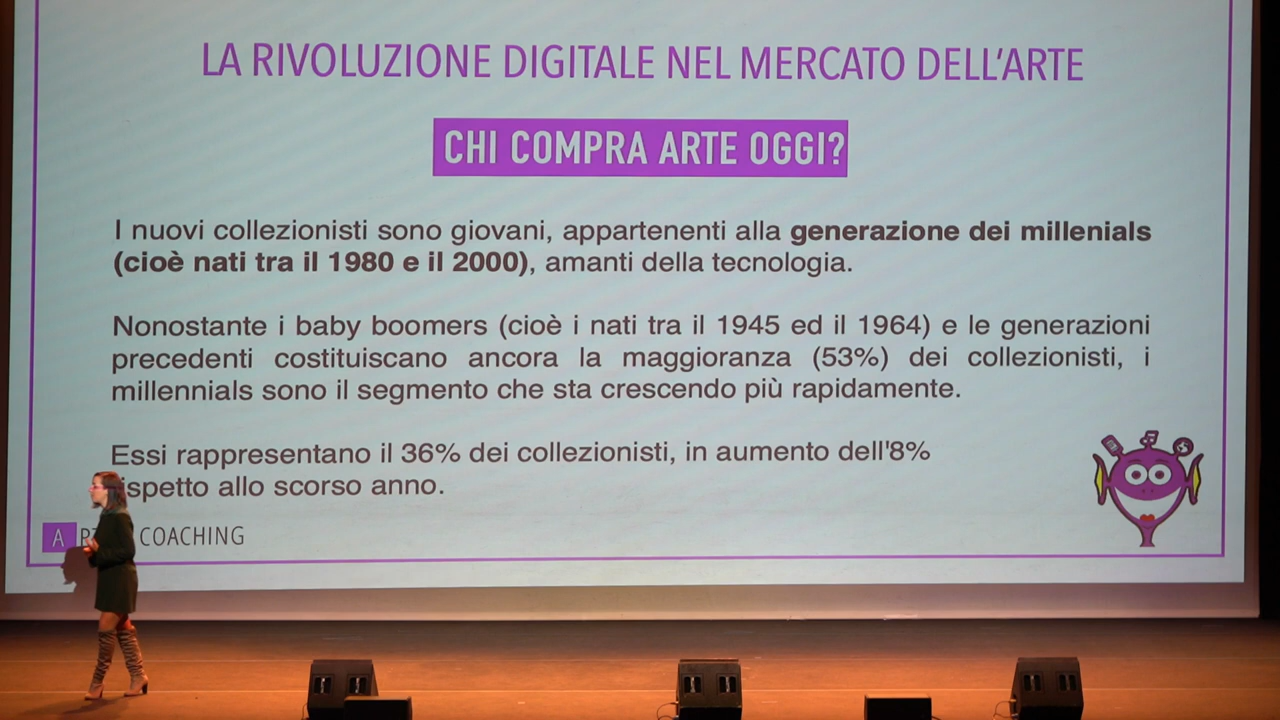 LA RIVOLUZIONE DIGITALE NEL MERCATO DELL'ARTE
CHI COMPRA ARTE OGGI?
I nuovi collezionisti sono giovani, appartenenti alla generazione dei millenials
(cioè nati tra il 1980 e il 2000), amanti della tecnologia.
Nonostante i baby boomers (cioè i nati tra il 1945 ed il 1964) e le generazioni
precedenti costituiscano ancora la maggioranza (53%) dei collezionisti, i
millennials sono il segmento che sta crescendo più rapidamente.
Essi rappresentano il 36% dei collezionisti, in aumento dell'8%
ispetto allo scorso anno.
COACHING